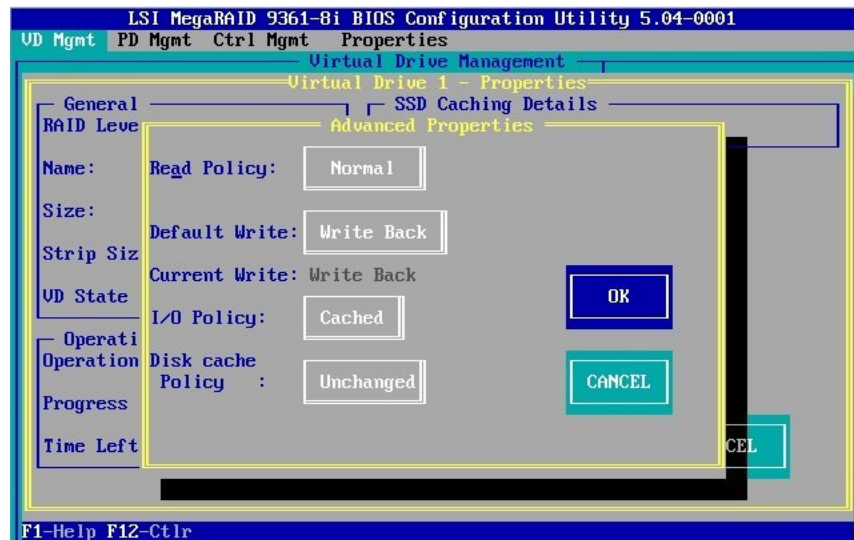 LSI MegaRAID 9361-8i BIOS Configuration Utility 5.04-0001
VD Mgmt PD Mgmt Ctrl Mgmt Properties
Virtual Drive Management
Virtual Drive 1 - Properties
General
SSD Caching Details
RAID Leve
Advanced Properties
Name:
Read Policy: Normal
Size:
Default Write: Write Back
Strip Siz
Current Write: Write Back
VD State
OK
I/O Policy: Cached
Operati
Operation
Disk cache
Policy : Unchanged
CANCEL
Progress
Time Left
CEL
F1-Help F12-Ctlr